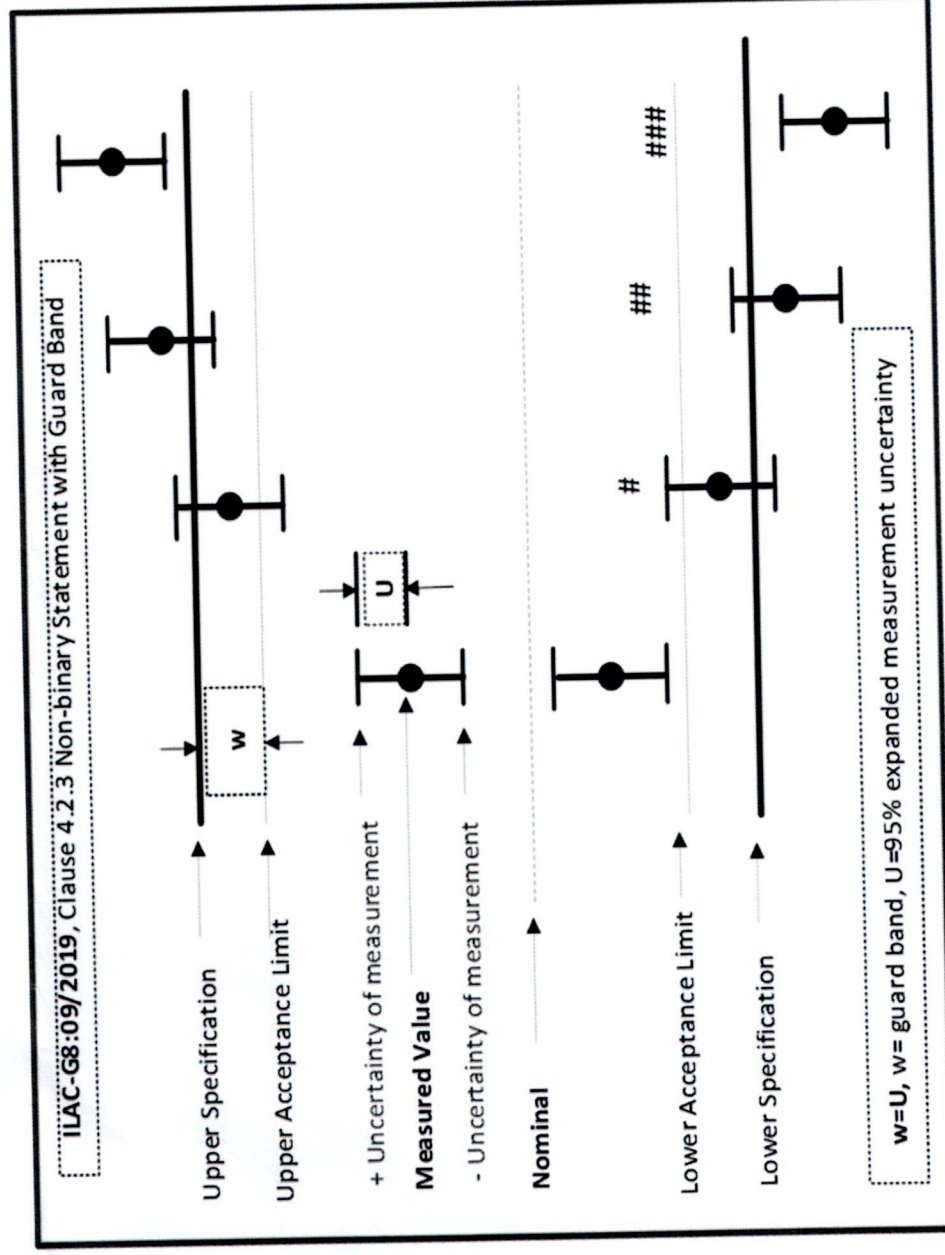 ILAC-G8:09/2019, Clause 4.2.3 Non-binary Statement with Guard Band
Upper Specification
w
Upper Acceptance Limit
+ Uncertainty of measurement
U
Measured Value
- Uncertainty of measurement
Nominal
#
##
###
Lower Acceptance Limit
Lower Specification
w=U, w= guard band, U=95% expanded measurement uncertainty